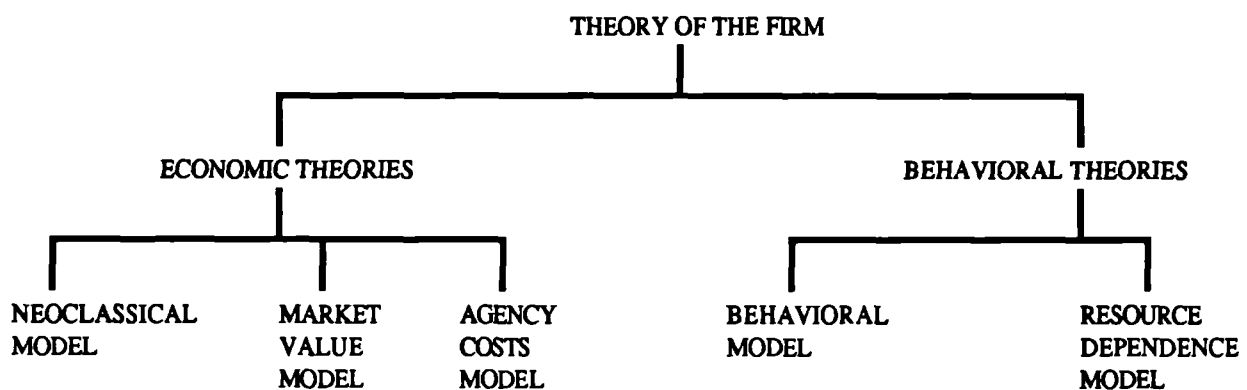 THEORY OF THE FIRM
ECONOMIC THEORIES
BEHAVIORAL THEORIES
NEOCLASSICAL
MODEL
MARKET
VALUE
MODEL
AGENCY
COSTS
MODEL
BEHAVIORAL
MODEL
RESOURCE
DEPENDENCE
MODEL